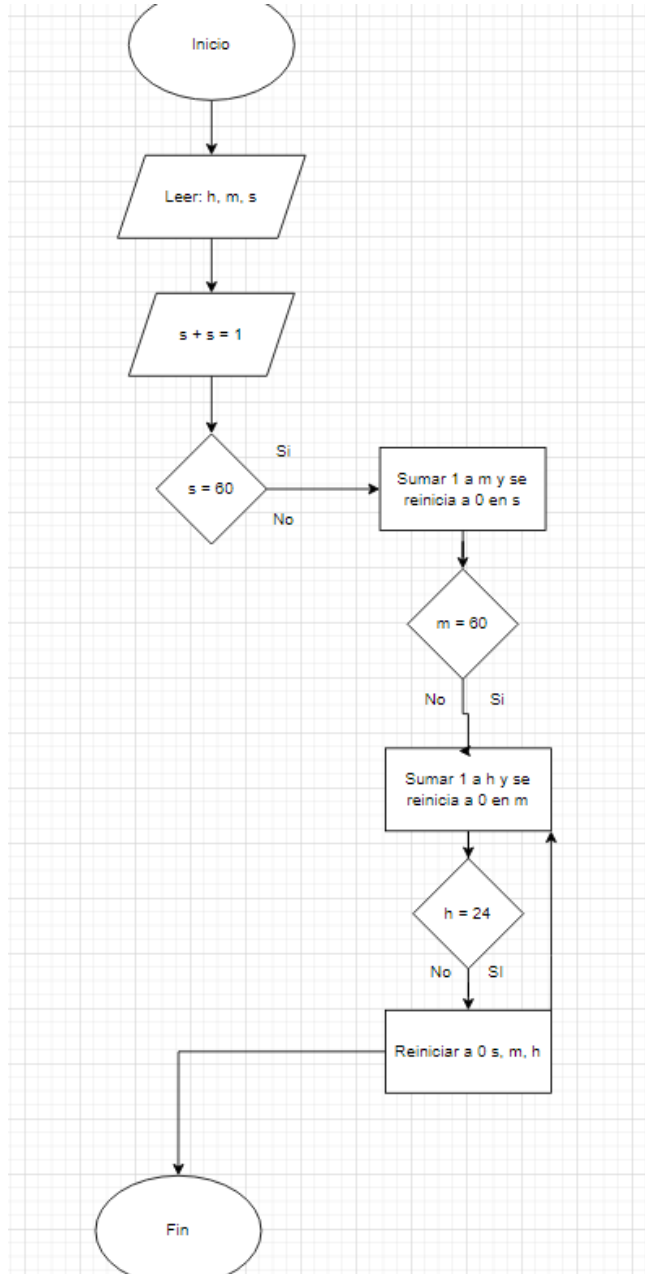 Inicio
Leer: h, m, s
s + s = 1
Si
s = 60
No
Sumar 1 a m y se
reinicia a 0 en s
m = 60
No
Si
Sumar 1 a h y se
reinicia a 0 en m
h = 24
No
SI
Reiniciar a 0 s, m, h
Fin